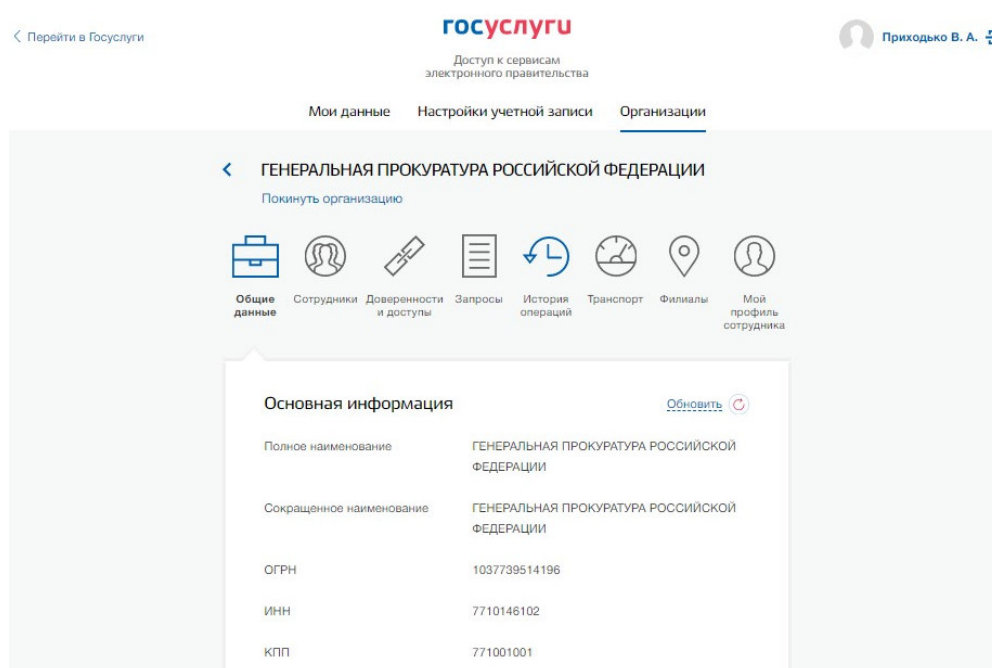 Перейти в Госуслуги
госуслуги
Приходько В. А.
Доступ к сервисам
электронного правительства
Мои данные Настройки учетной записи Организации
ГЕНЕРАЛЬНАЯ ПРОКУРАТУРА РОССИЙСКОЙ ФЕДЕРАЦИИ
Покинуть организацию
Общие данные
Сотрудники
Доверенности и доступы
Запросы
История операций
Транспорт
Филиалы
Мой профиль сотрудника
Основная информация Обновить
Полное наименование ГЕНЕРАЛЬНАЯ ПРОКУРАТУРА РОССИЙСКОЙ
ФЕДЕРАЦИИ
Сокращенное наименование ГЕНЕРАЛЬНАЯ ПРОКУРАТУРА РОССИЙСКОЙ
ФЕДЕРАЦИИ
ОГРН 1037739514196
ИНН 7710146102
КПП 771001001